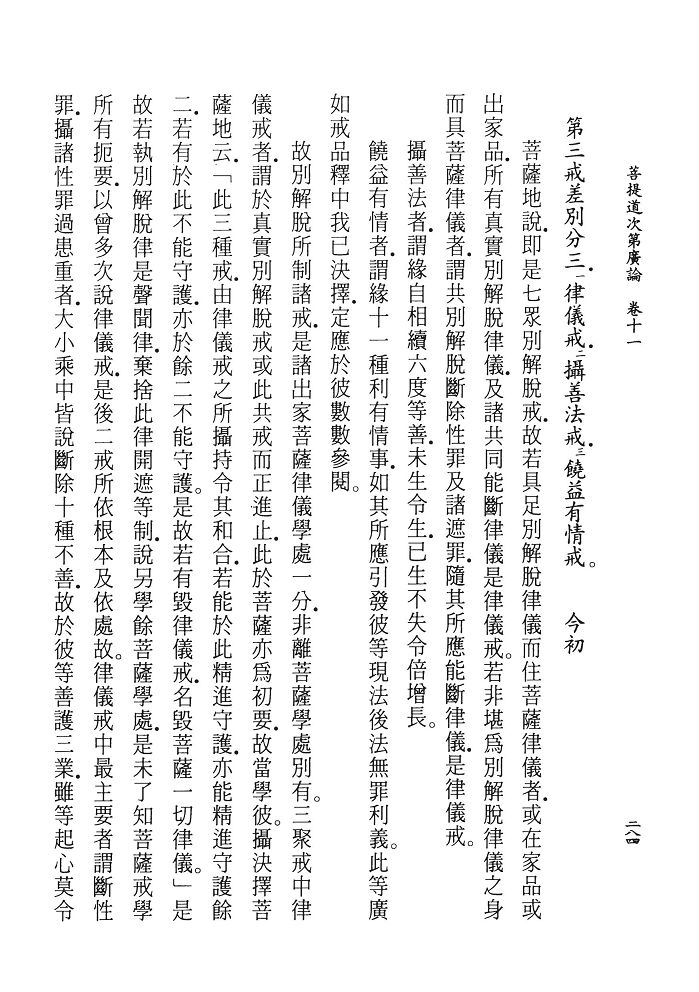 菩提道次第廣論　卷十一
二八四
第三戒差別分三．一律儀戒．二攝善法戒．三饒益有情戒。　今初
菩薩地說．即是七眾別解脫戒．故若具足別解脫律儀而住菩薩律儀者．或在家品或
出家品．所有真實別解脫律儀．及諸共同能斷律儀是律儀戒。若非堪為別解脫律儀之身
而具菩薩律儀者．謂共別解脫斷除性罪及諸遮罪．隨其所應能斷律儀．是律儀戒。
攝善法者．謂緣自相續六度等善．未生令生．已生不失令倍增長。
饒益有情者．謂緣十一種利有情事．如其所應引發彼等現法後法無罪利義。此等廣
如戒品釋中我已決擇．定應於彼數數參閱。
故別解脫所制諸戒．是諸出家菩薩律儀學處一分．非離菩薩學處別有。三聚戒中律
儀戒者．謂於真實別解脫戒或此共戒而正進止．此於菩薩亦為初要．故當學彼。攝決擇菩
薩地云．「此三種戒．由律儀戒之所攝持令其和合．若能於此精進守護．亦能精進守護餘
二．若有於此不能守護．亦於餘二不能守護。是故若有毀律儀戒．名毀菩薩一切律儀。」是
故若執別解脫律是聲聞律．棄捨此律開遮等制．說另學餘菩薩學處．是未了知菩薩戒學
所有扼要．以曾多次說律儀戒．是後二戒所依根本及依處故。律儀戒中最主要者．謂斷性
罪．攝諸性罪過患重者．大小乘中皆說斷除十種不善．故於彼等善護三業．雖等起心莫令